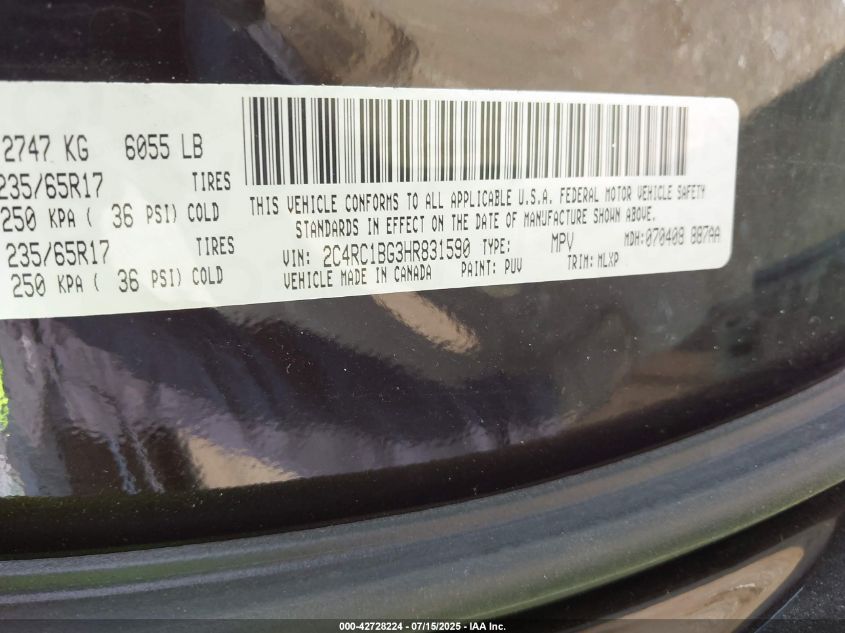 2747 KG 6055 LB
235/65R17 TIRES
250 KPA ( 36 PSI) COLD
235/65R17 TIRES
250 KPA ( 36 PSI) COLD
THIS VEHICLE CONFORMS TO ALL APPLICABLE U.S.A. FEDERAL MOTOR VEHICLE SAFETY
STANDARDS IN EFFECT ON THE DATE OF MANUFACTURE SHOWN ABOVE.
VIN: 2C4RC1BG3HR831590 TYPE: MPV MDH:070408 887AA
VEHICLE MADE IN CANADA PAINT: PUV TRIM: MLXP
000-42728224 / 07/15/2025 - IAA Inc.